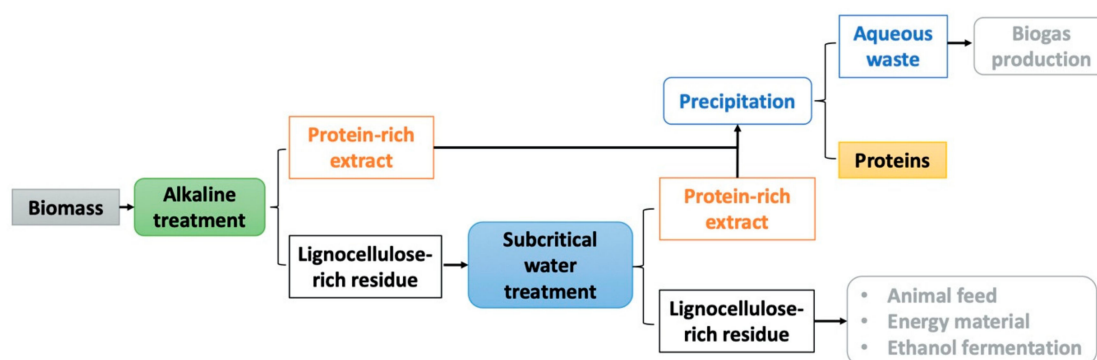 Biomass
Alkaline
treatment
Protein-rich
extract
Lignocellulose-
rich residue
Subcritical
water
treatment
Protein-rich
extract
Lignocellulose-
rich residue
Precipitation
Aqueous
waste
Proteins
Biogas
production
• Animal feed
• Energy material
• Ethanol fermentation